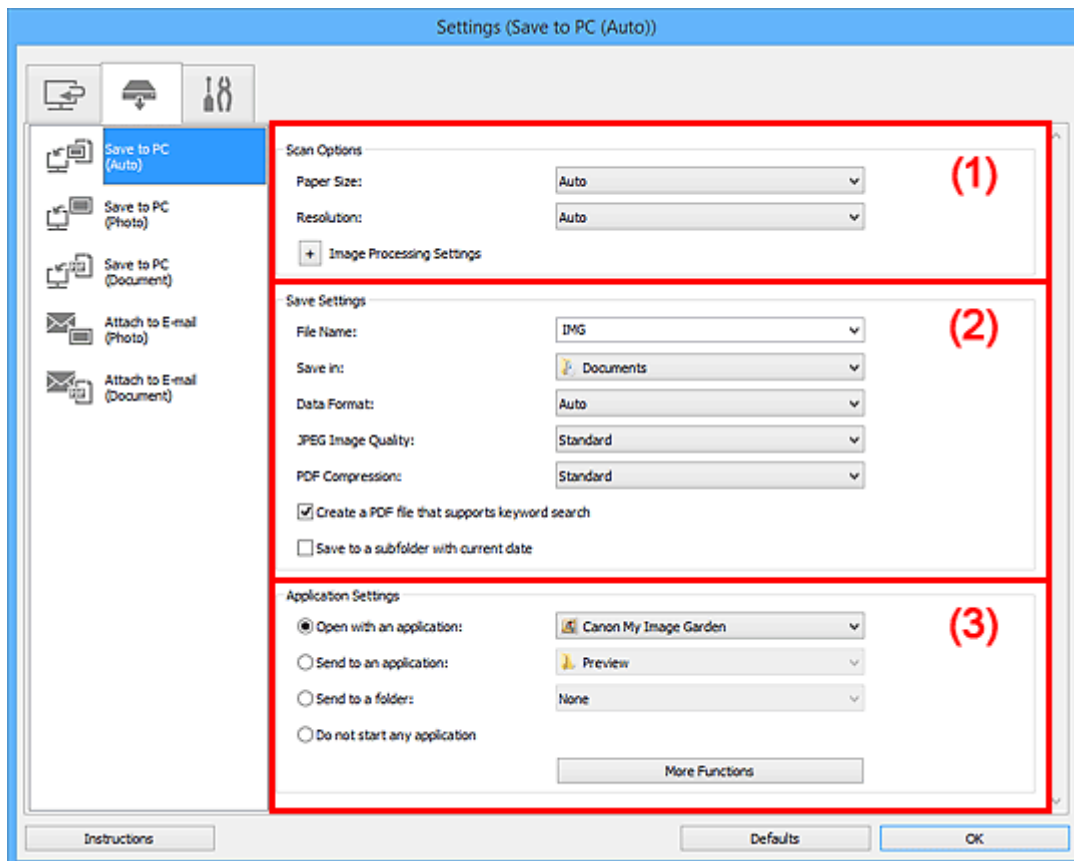 Settings (Save to PC (Auto))
Save to PC
(Auto)
Save to PC
(Photo)
Save to PC
(Document)
Attach to E-mail
(Photo)
Attach to E-mail
(Document)
Scan Options
(1)
Paper Size: Auto
Resolution: Auto
+ Image Processing Settings
Save Settings
(2)
File Name: IMG
Save in: Documents
Data Format: Auto
JPEG Image Quality: Standard
PDF Compression: Standard
Create a PDF file that supports keyword search
Save to a subfolder with current date
Application Settings
(3)
Open with an application: Canon My Image Garden
Send to an application: Preview
Send to a folder: None
Do not start any application
More Functions
Instructions Defaults OK